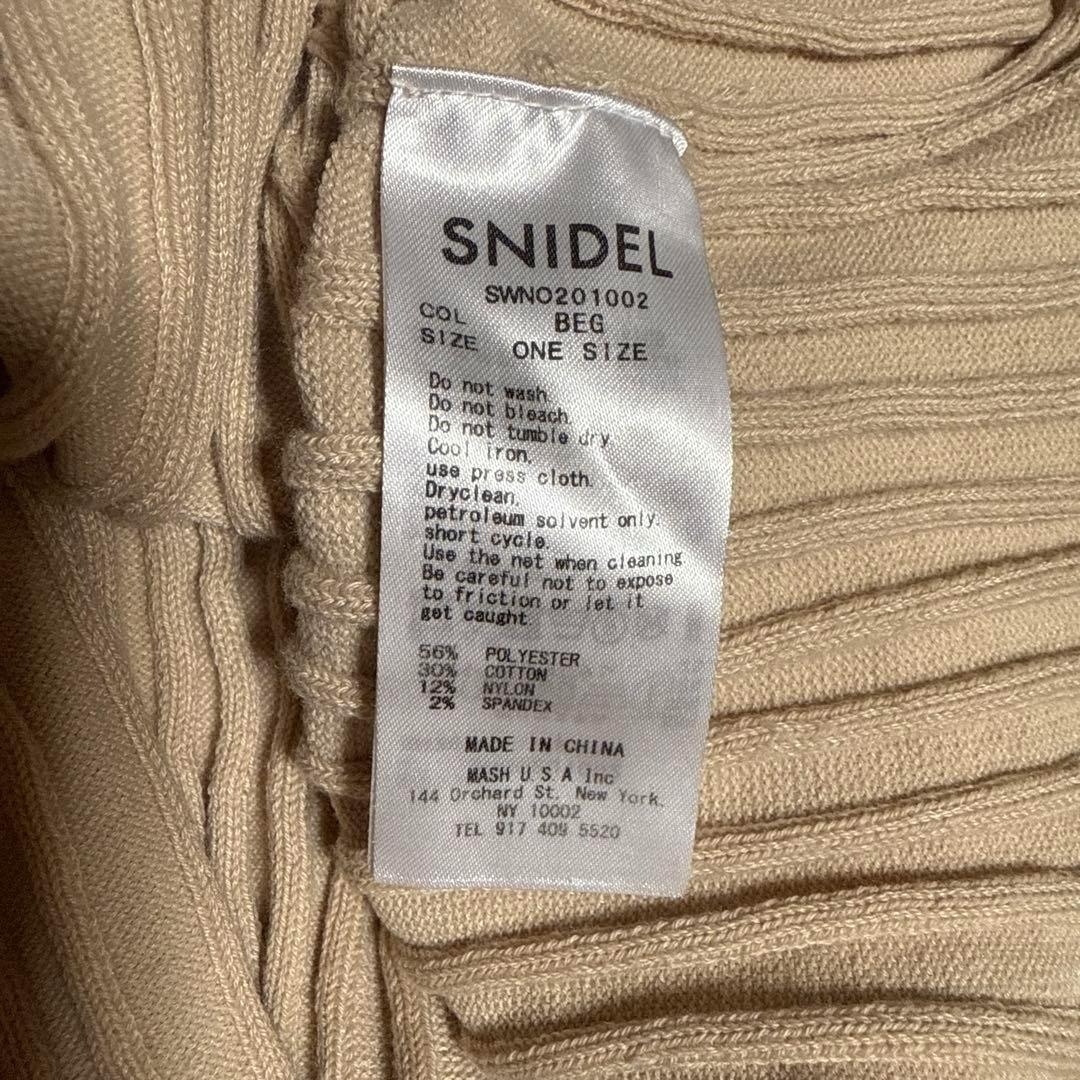 SNIDEL
SWNO201002
COL BEG
SIZE ONE SIZE
Do not wash.
Do not bleach.
Do not tumble dry.
Cool iron.
use press cloth.
Dryclean.
petroleum solvent only.
short cycle.
Use the net when cleaning
Be careful not to expose
to friction or let it
get caught.
56% POLYESTER
30% COTTON
12% NYLON
2% SPANDEX
MADE IN CHINA
MASH U.S.A Inc
144 Orchard St. New York,
NY 10002
TEL 917 409 5520